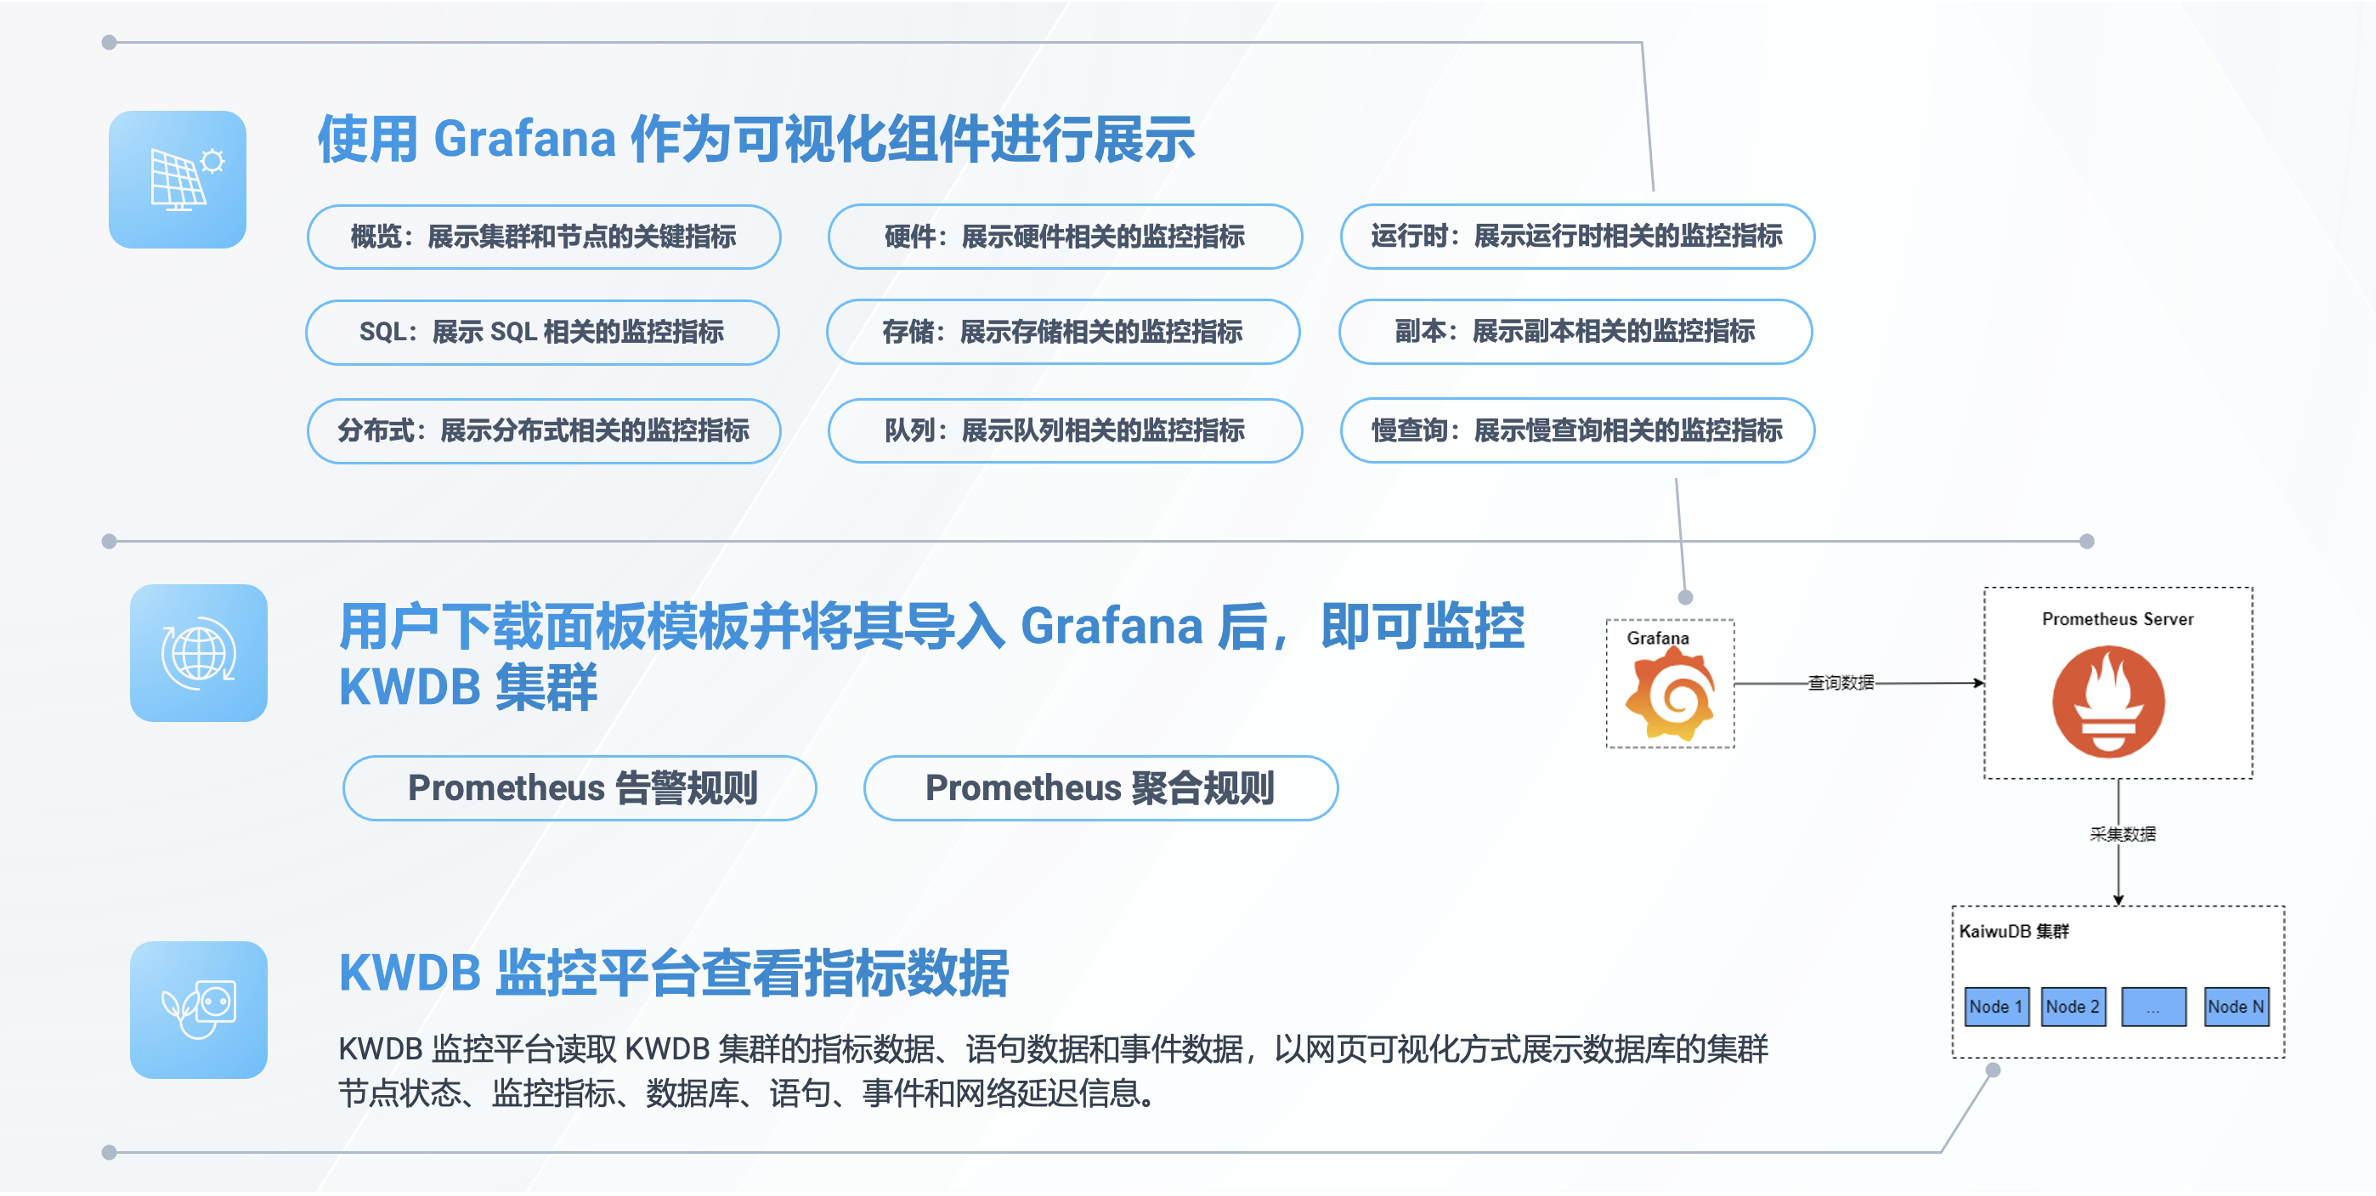 使用 Grafana 作为可视化组件进行展示
概览：展示集群和节点的关键指标
硬件：展示硬件相关的监控指标
运行时：展示运行时相关的监控指标
SQL：展示 SQL 相关的监控指标
存储：展示存储相关的监控指标
副本：展示副本相关的监控指标
分布式：展示分布式相关的监控指标
队列：展示队列相关的监控指标
慢查询：展示慢查询相关的监控指标
用户下载面板模板并将其导入 Grafana 后，即可监控
KWDB 集群
Prometheus 告警规则
Prometheus 聚合规则
Grafana
查询数据
Prometheus Server
采集数据
KaiwuDB 集群
Node 1
Node 2
...
Node N
KWDB 监控平台查看指标数据
KWDB 监控平台读取 KWDB 集群的指标数据、语句数据和事件数据，以网页可视化方式展示数据库的集群
节点状态、监控指标、数据库、语句、事件和网络延迟信息。